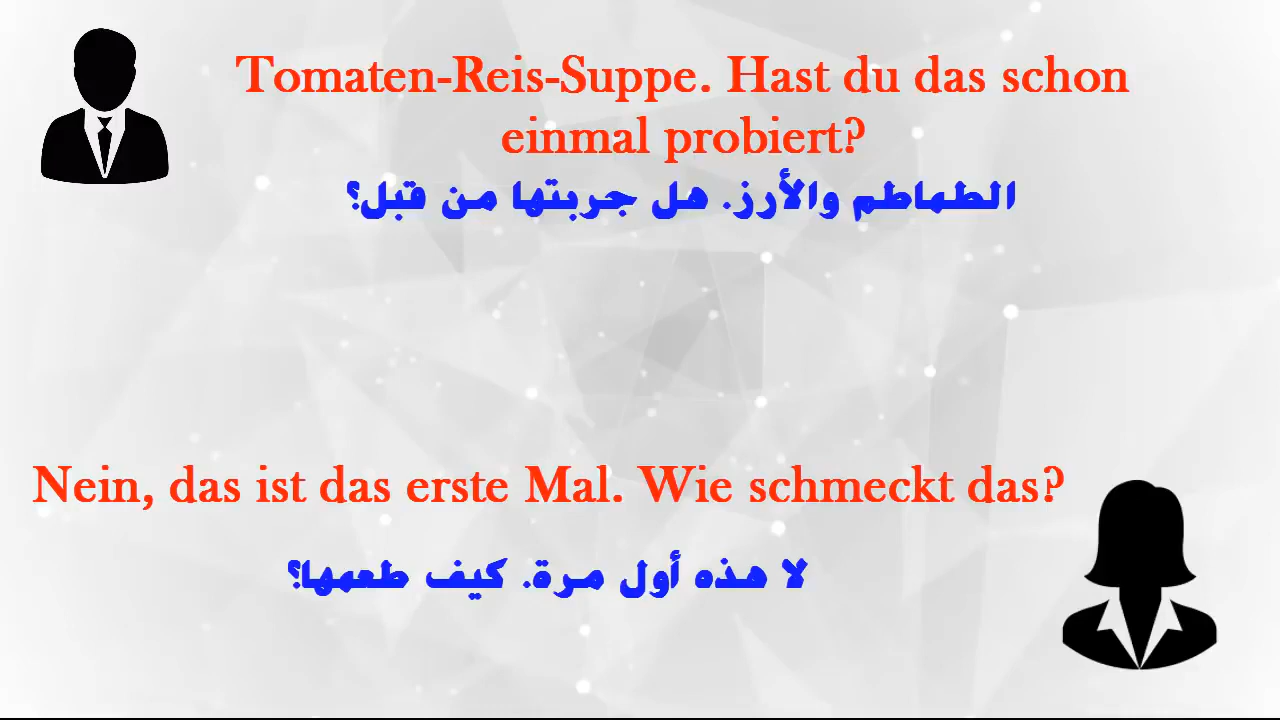 Tomaten-Reis-Suppe. Hast du das schon
einmal probiert?
الطماطم والأرز. هل جربتها من قبل؟
Nein, das ist das erste Mal. Wie schmeckt das?
لا هذه أول مرة. كيف طعمها؟